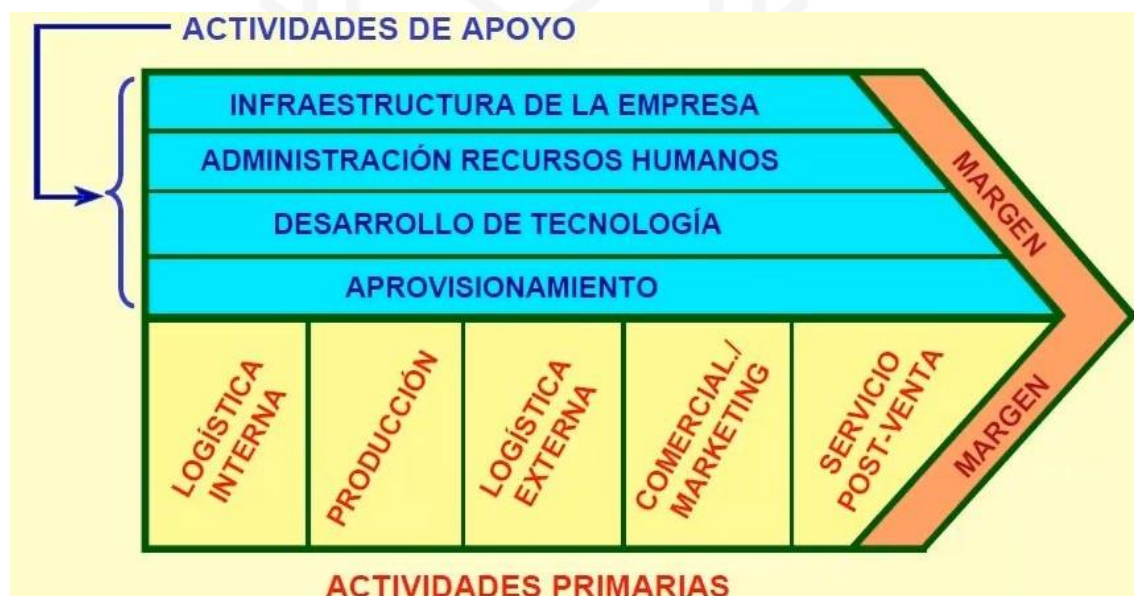 ACTIVIDADES DE APOYO
INFRAESTRUCTURA DE LA EMPRESA
ADMINISTRACIÓN RECURSOS HUMANOS
DESARROLLO DE TECNOLOGÍA
APROVISIONAMIENTO
MARGEN
LOGÍSTICA
INTERNA
PRODUCCIÓN
LOGÍSTICA
EXTERNA
COMERCIAL./
MARKETING
SERVICIO
POST-VENTA
MARGEN
ACTIVIDADES PRIMARIAS